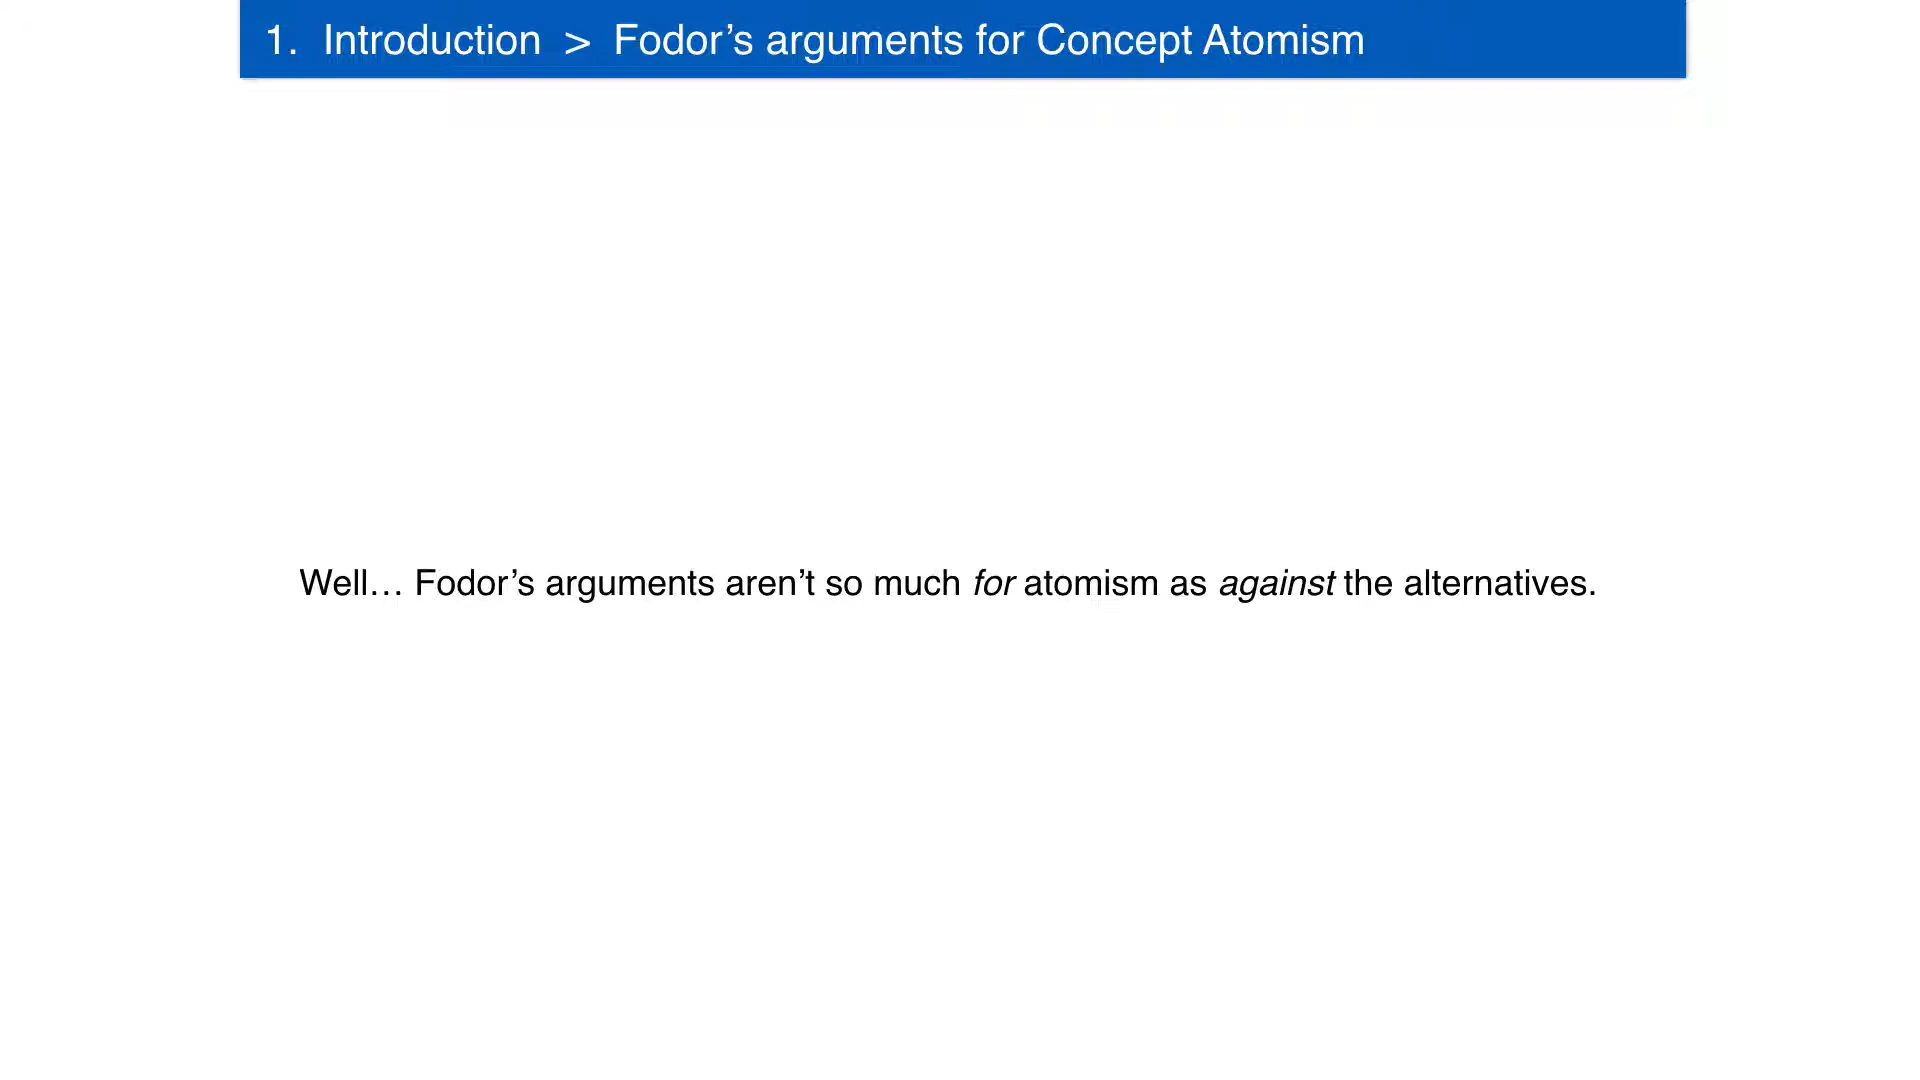 1. Introduction > Fodor’s arguments for Concept Atomism
Well… Fodor’s arguments aren’t so much for atomism as against the alternatives.